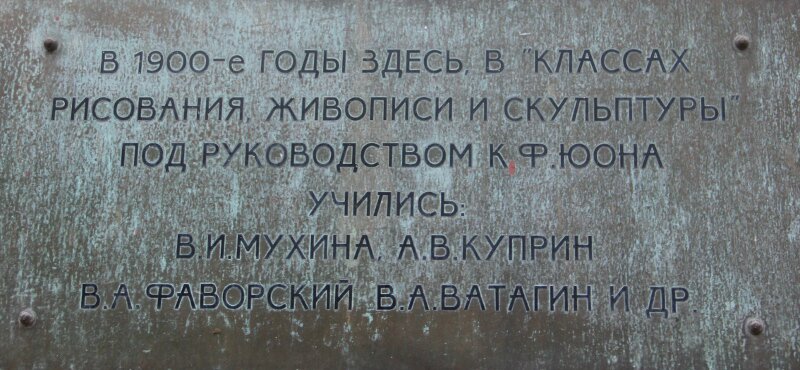 В 1900-е ГОДЫ ЗДЕСЬ, В "КЛАССАХ
РИСОВАНИЯ, ЖИВОПИСИ И СКУЛЬПТУРЫ"
ПОД РУКОВОДСТВОМ К.Ф.ЮОНА
УЧИЛИСЬ:
В.И.МУХИНА, А.В.КУПРИН
В.А.ФАВОРСКИЙ, В.А.ВАТАГИН И ДР.